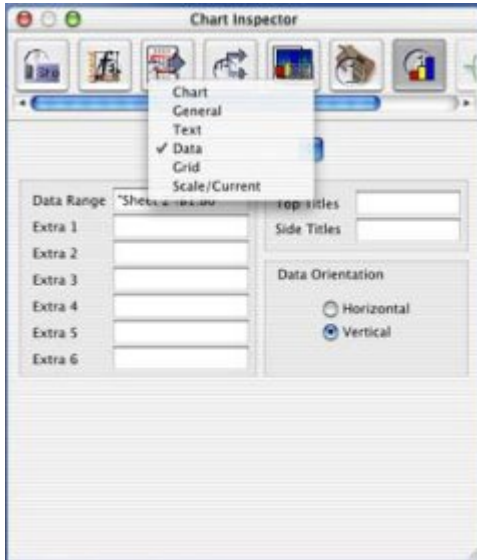 Chart Inspector
Chart
General
Text
✓ Data
Grid
Scale/Current
Data Range
Top Titles
Extra 1
Side Titles
Extra 2
Extra 3
Data Orientation
Extra 4
Horizontal
Extra 5
Vertical
Extra 6